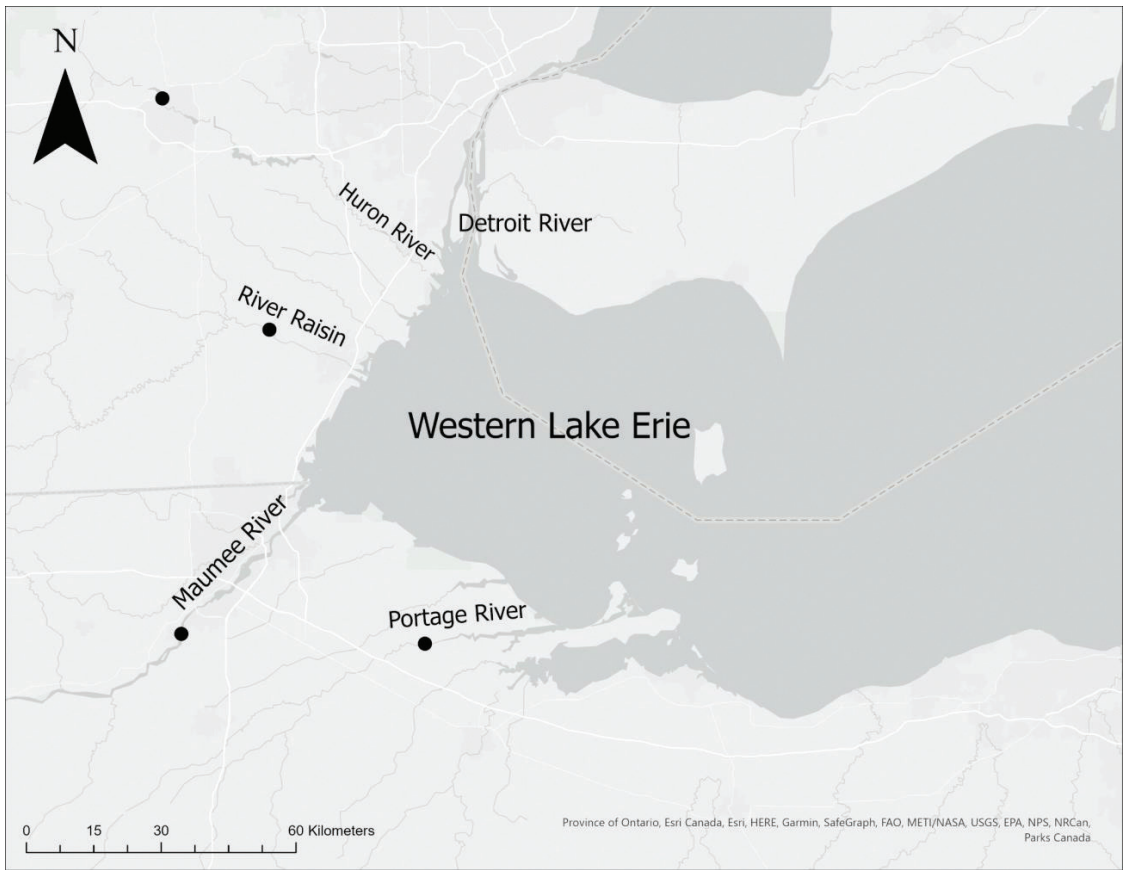 N
Huron River
Detroit River
River Raisin
Western Lake Erie
Maumee River
Portage River
0 15 30 60 Kilometers
Province of Ontario, Esri Canada, Esri, HERE, Garmin, SafeGraph, FAO, METI/NASA, USGS, EPA, NPS, NRCan,
Parks Canada